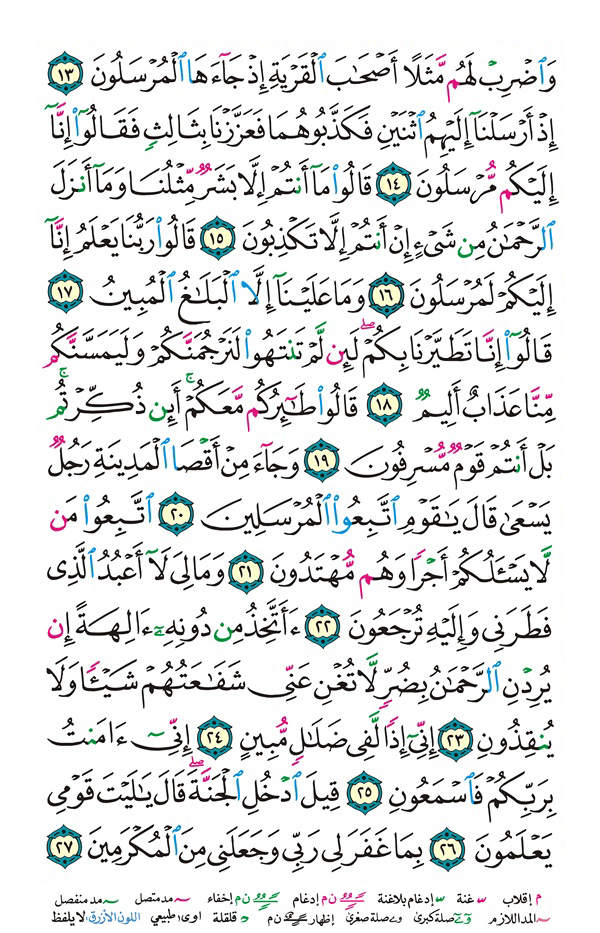 وَٱضْرِبْ لَهُم مَّثَلًا أَصْحَـٰبَ ٱلْقَرْيَةِ إِذْ جَآءَهَا ٱلْمُرْسَلُونَ ١٣
إِذْ أَرْسَلْنَآ إِلَيْهِمُ ٱثْنَيْنِ فَكَذَّبُوهُمَا فَعَزَّزْنَا بِثَالِثٍ فَقَالُوٓا۟ إِنَّآ
إِلَيْكُم مُّرْسَلُونَ ١٤ قَالُوا۟ مَآ أَنتُمْ إِلَّا بَشَرٌ مِّثْلُنَا وَمَآ أَنزَلَ
ٱلرَّحْمَـٰنُ مِن شَىْءٍ إِنْ أَنتُمْ إِلَّا تَكْذِبُونَ ١٥ قَالُوا۟ رَبُّنَا يَعْلَمُ إِنَّآ
إِلَيْكُمْ لَمُرْسَلُونَ ١٦ وَمَا عَلَيْنَآ إِلَّا ٱلْبَلَـٰغُ ٱلْمُبِينُ ١٧
قَالُوٓا۟ إِنَّا تَطَيَّرْنَا بِكُمْ ۖ لَئِن لَّمْ تَنتَهُوا۟ لَنَرْجُمَنَّكُمْ وَلَيَمَسَّنَّكُم
مِّنَّا عَذَابٌ أَلِيمٌ ١٨ قَالُوا۟ طَـٰٓئِرُكُم مَّعَكُمْ ۚ أَئِن ذُكِّرْتُم ۚ
بَلْ أَنتُمْ قَوْمٌ مُّسْرِفُونَ ١٩ وَجَآءَ مِنْ أَقْصَا ٱلْمَدِينَةِ رَجُلٌ
يَسْعَىٰ قَالَ يَـٰقَوْمِ ٱتَّبِعُوا۟ ٱلْمُرْسَلِينَ ٢٠ ٱتَّبِعُوا۟ مَن
لَّا يَسْـَٔلُكُمْ أَجْرًا وَهُم مُّهْتَدُونَ ٢١ وَمَا لِىَ لَآ أَعْبُدُ ٱلَّذِى
فَطَرَنِى وَإِلَيْهِ تُرْجَعُونَ ٢٢ ءَأَتَّخِذُ مِن دُونِهِۦٓ ءَالِهَةً إِن
يُرِدْنِ ٱلرَّحْمَـٰنُ بِضُرٍّ لَّا تُغْنِ عَنِّى شَفَـٰعَتُهُمْ شَيْـًٔا وَلَا
يُنقِذُونِ ٢٣ إِنِّىٓ إِذًا لَّفِى ضَلَـٰلٍ مُّبِينٍ ٢٤ إِنِّىٓ ءَامَنتُ
بِرَبِّكُمْ فَٱسْمَعُونِ ٢٥ قِيلَ ٱدْخُلِ ٱلْجَنَّةَ ۖ قَالَ يَـٰلَيْتَ قَوْمِى
يَعْلَمُونَ ٢٦ بِمَا غَفَرَ لِى رَبِّى وَجَعَلَنِى مِنَ ٱلْمُكْرَمِينَ ٢٧
م إقلاب غنة إدغام بلاغنة ن م إدغام ن م إخفاء مد متصل مد منفصل
المد اللازم صلة كبرى صلة صغرى إظهار ن م قلقلة اوى طبيعي اللون الأزرق: لا يلفظ